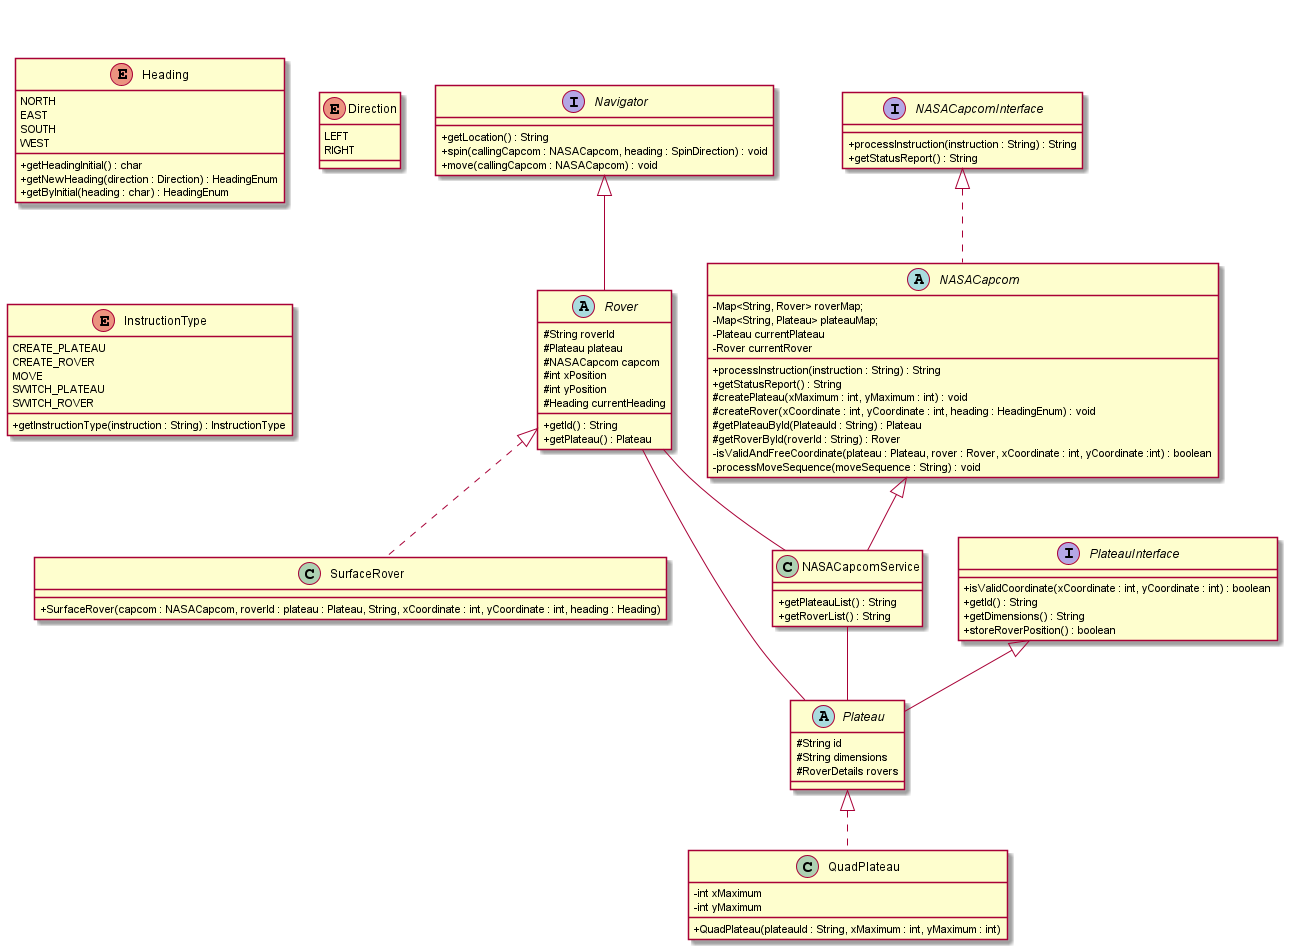 E Heading
NORTH
EAST
SOUTH
WEST
+getHeadingInitial() : char
+getNewHeading(direction : Direction) : HeadingEnum
+getByInitial(heading : char) : HeadingEnum
E Direction
LEFT
RIGHT
I Navigator
+getLocation() : String
+spin(callingCapcom : NASACapcom, heading : SpinDirection) : void
+move(callingCapcom : NASACapcom) : void
I NASACapcomInterface
+processInstruction(instruction : String) : String
+getStatusReport() : String
E InstructionType
CREATE_PLATEAU
CREATE_ROVER
MOVE
SWITCH_PLATEAU
SWITCH_ROVER
+getInstructionType(instruction : String) : InstructionType
A Rover
#String roverId
#Plateau plateau
#NASACapcom capcom
#int xPosition
#int yPosition
#Heading currentHeading
+getId() : String
+getPlateau() : Plateau
A NASACapcom
-Map<String, Rover> roverMap;
-Map<String, Plateau> plateauMap;
-Plateau currentPlateau
-Rover currentRover
+processInstruction(instruction : String) : String
+getStatusReport() : String
#createPlateau(xMaximum : int, yMaximum : int) : void
#createRover(xCoordinate : int, yCoordinate : int, heading : HeadingEnum) : void
#getPlateauById(PlateauId : String) : Plateau
#getRoverById(roverId : String) : Rover
-isValidAndFreeCoordinate(plateau : Plateau, rover : Rover, xCoordinate : int, yCoordinate :int) : boolean
-processMoveSequence(moveSequence : String) : void
C SurfaceRover
+SurfaceRover(capcom : NASACapcom, roverId : plateau : Plateau, String, xCoordinate : int, yCoordinate : int, heading : Heading)
C NASACapcomService
+getPlateauList() : String
+getRoverList() : String
I PlateauInterface
+isValidCoordinate(xCoordinate : int, yCoordinate : int) : boolean
+getId() : String
+getDimensions() : String
+storeRoverPosition() : boolean
A Plateau
#String id
#String dimensions
#RoverDetails rovers
C QuadPlateau
-int xMaximum
-int yMaximum
+QuadPlateau(plateauId : String, xMaximum : int, yMaximum : int)